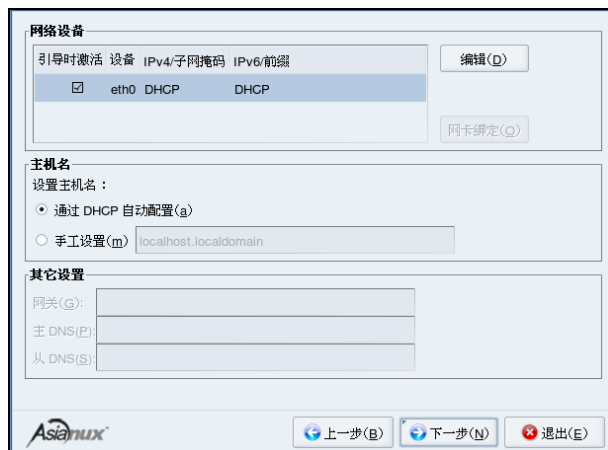 网络设备
引导时激活 设备 IPv4/子网掩码 IPv6/前缀
eth0 DHCP DHCP
编辑(D)
网卡绑定(O)
主机名
设置主机名：
通过 DHCP 自动配置(a)
手工设置(m) localhost.localdomain
其它设置
网关(G):
主 DNS(P):
从 DNS(S):
Asianux
上一步(B) 下一步(N) 退出(E)